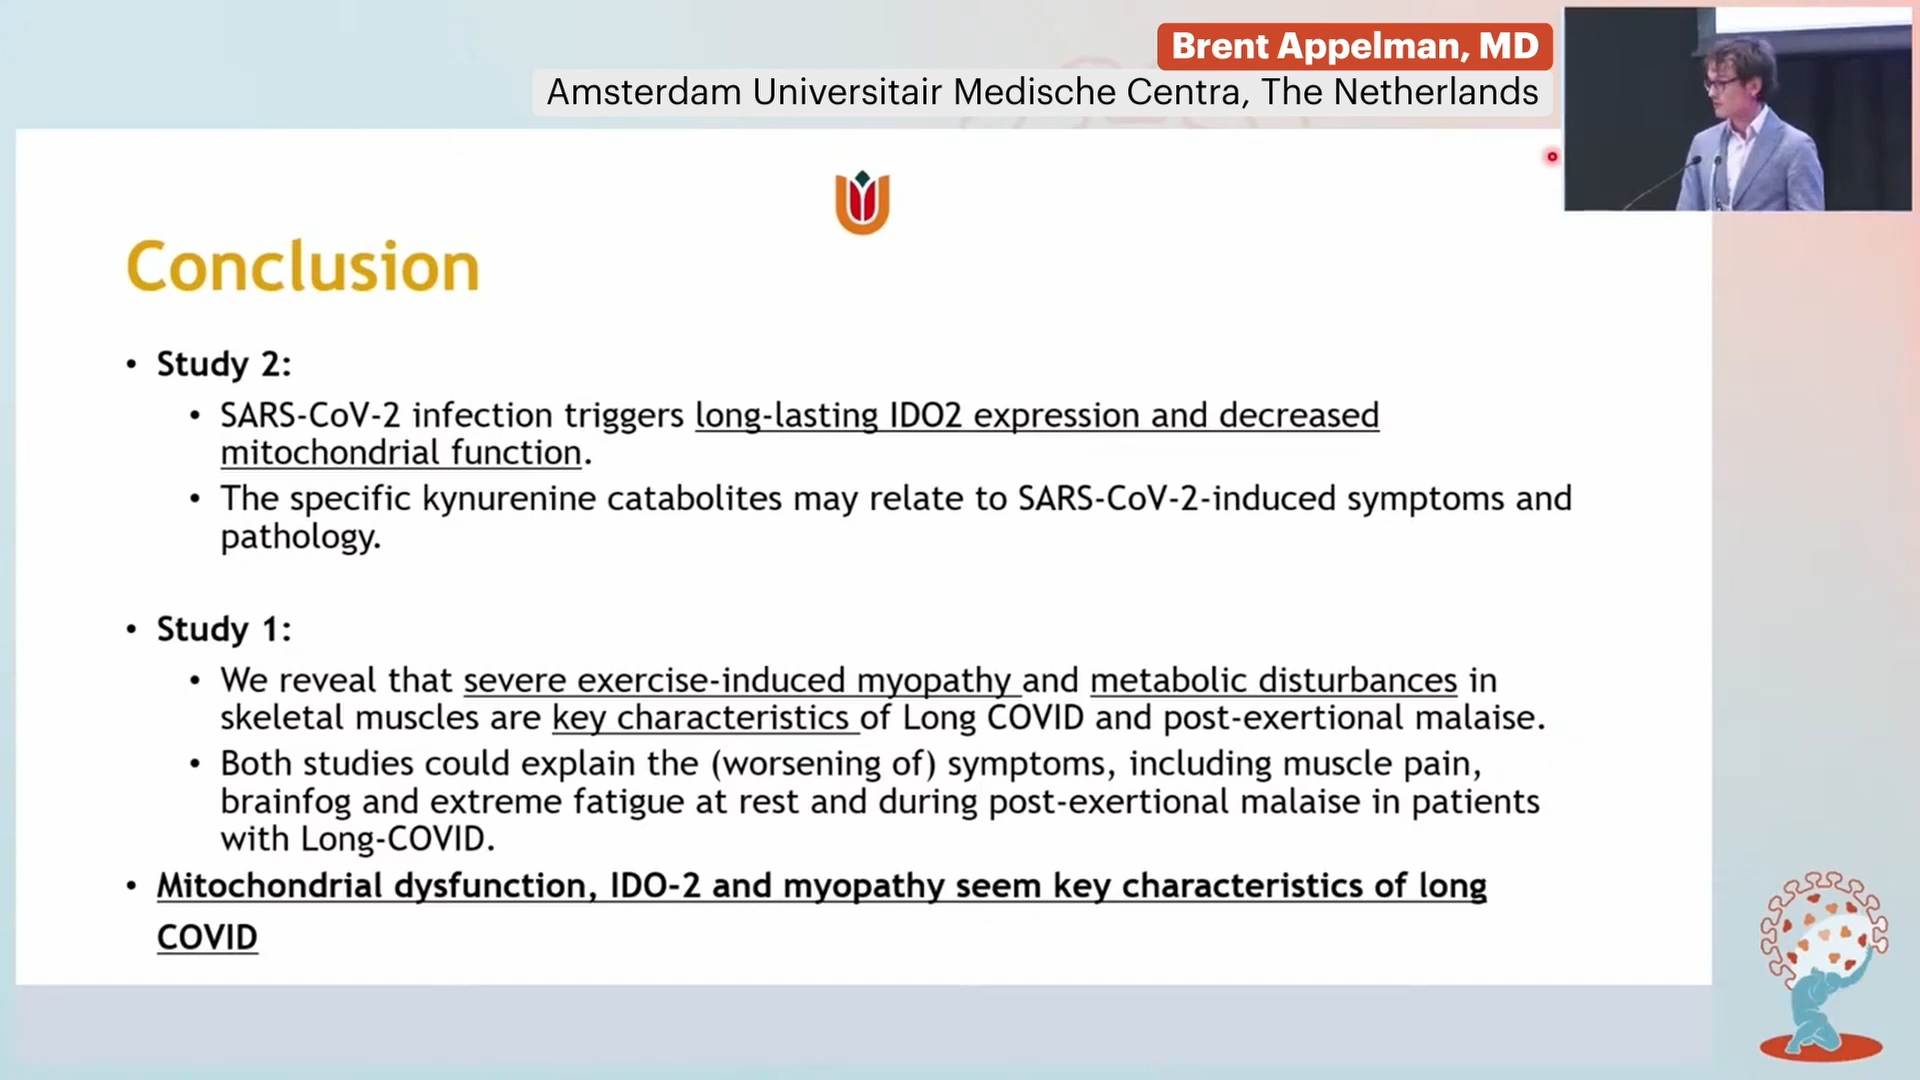 Brent Appelman, MD
Amsterdam Universitair Medische Centra, The Netherlands
Conclusion
• Study 2:
• SARS-CoV-2 infection triggers long-lasting IDO2 expression and decreased
mitochondrial function.
• The specific kynurenine catabolites may relate to SARS-CoV-2-induced symptoms and
pathology.
• Study 1:
• We reveal that severe exercise-induced myopathy and metabolic disturbances in
skeletal muscles are key characteristics of Long COVID and post-exertional malaise.
• Both studies could explain the (worsening of) symptoms, including muscle pain,
brainfog and extreme fatigue at rest and during post-exertional malaise in patients
with Long-COVID.
• Mitochondrial dysfunction, IDO-2 and myopathy seem key characteristics of long
COVID